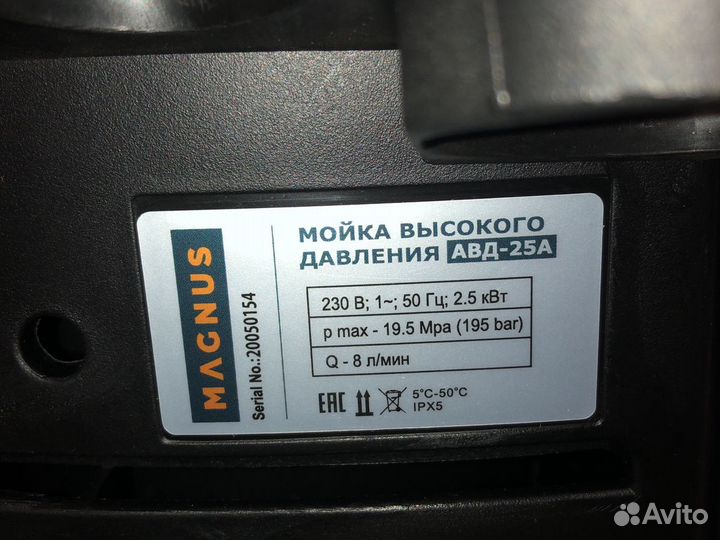 MAGNUS
Serial No.:20050154
МОЙКА ВЫСОКОГО
ДАВЛЕНИЯ АВД-25А
230 В; 1~; 50 Гц; 2.5 кВт
p max - 19.5 Mpa (195 bar)
Q - 8 л/мин
EAC
5°C-50°C
IPX5
Avito